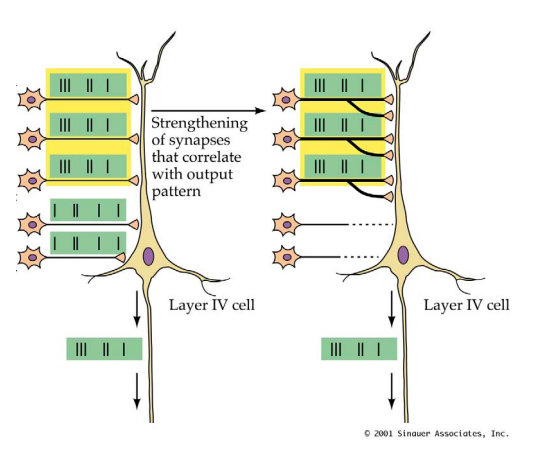 Strengthening
of synapses
that correlate
with output
pattern
Layer IV cell
Layer IV cell
© 2001 Sinauer Associates, Inc.